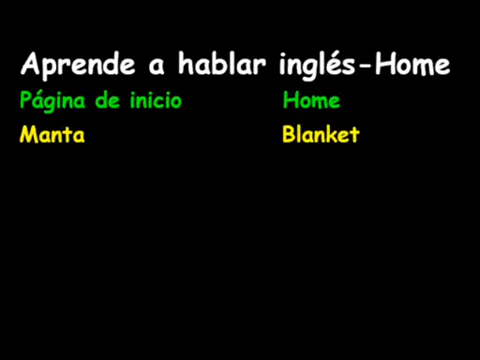 Aprende a hablar inglés-Home
Página de inicio Home
Manta Blanket